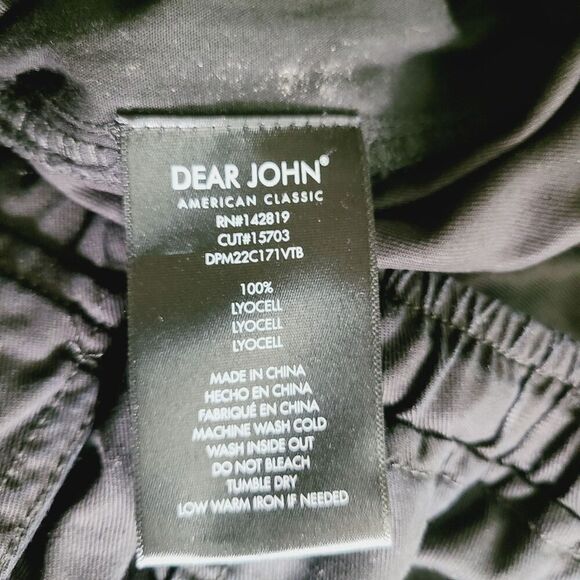 DEAR JOHN®
AMERICAN CLASSIC
RN#142819
CUT#15703
DPM22C171VTB
100%
LYOCELL
LYOCELL
LYOCELL
MADE IN CHINA
HECHO EN CHINA
FABRIQUÉ EN CHINA
MACHINE WASH COLD
WASH INSIDE OUT
DO NOT BLEACH
TUMBLE DRY
LOW WARM IRON IF NEEDED